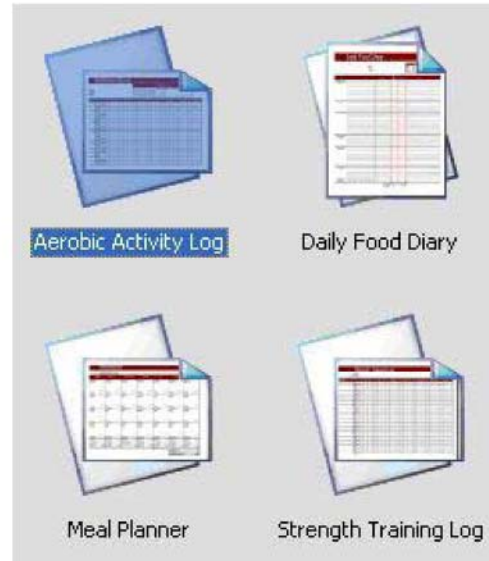 Aerobic Activity Log
Daily Food Diary
Meal Planner
Strength Training Log